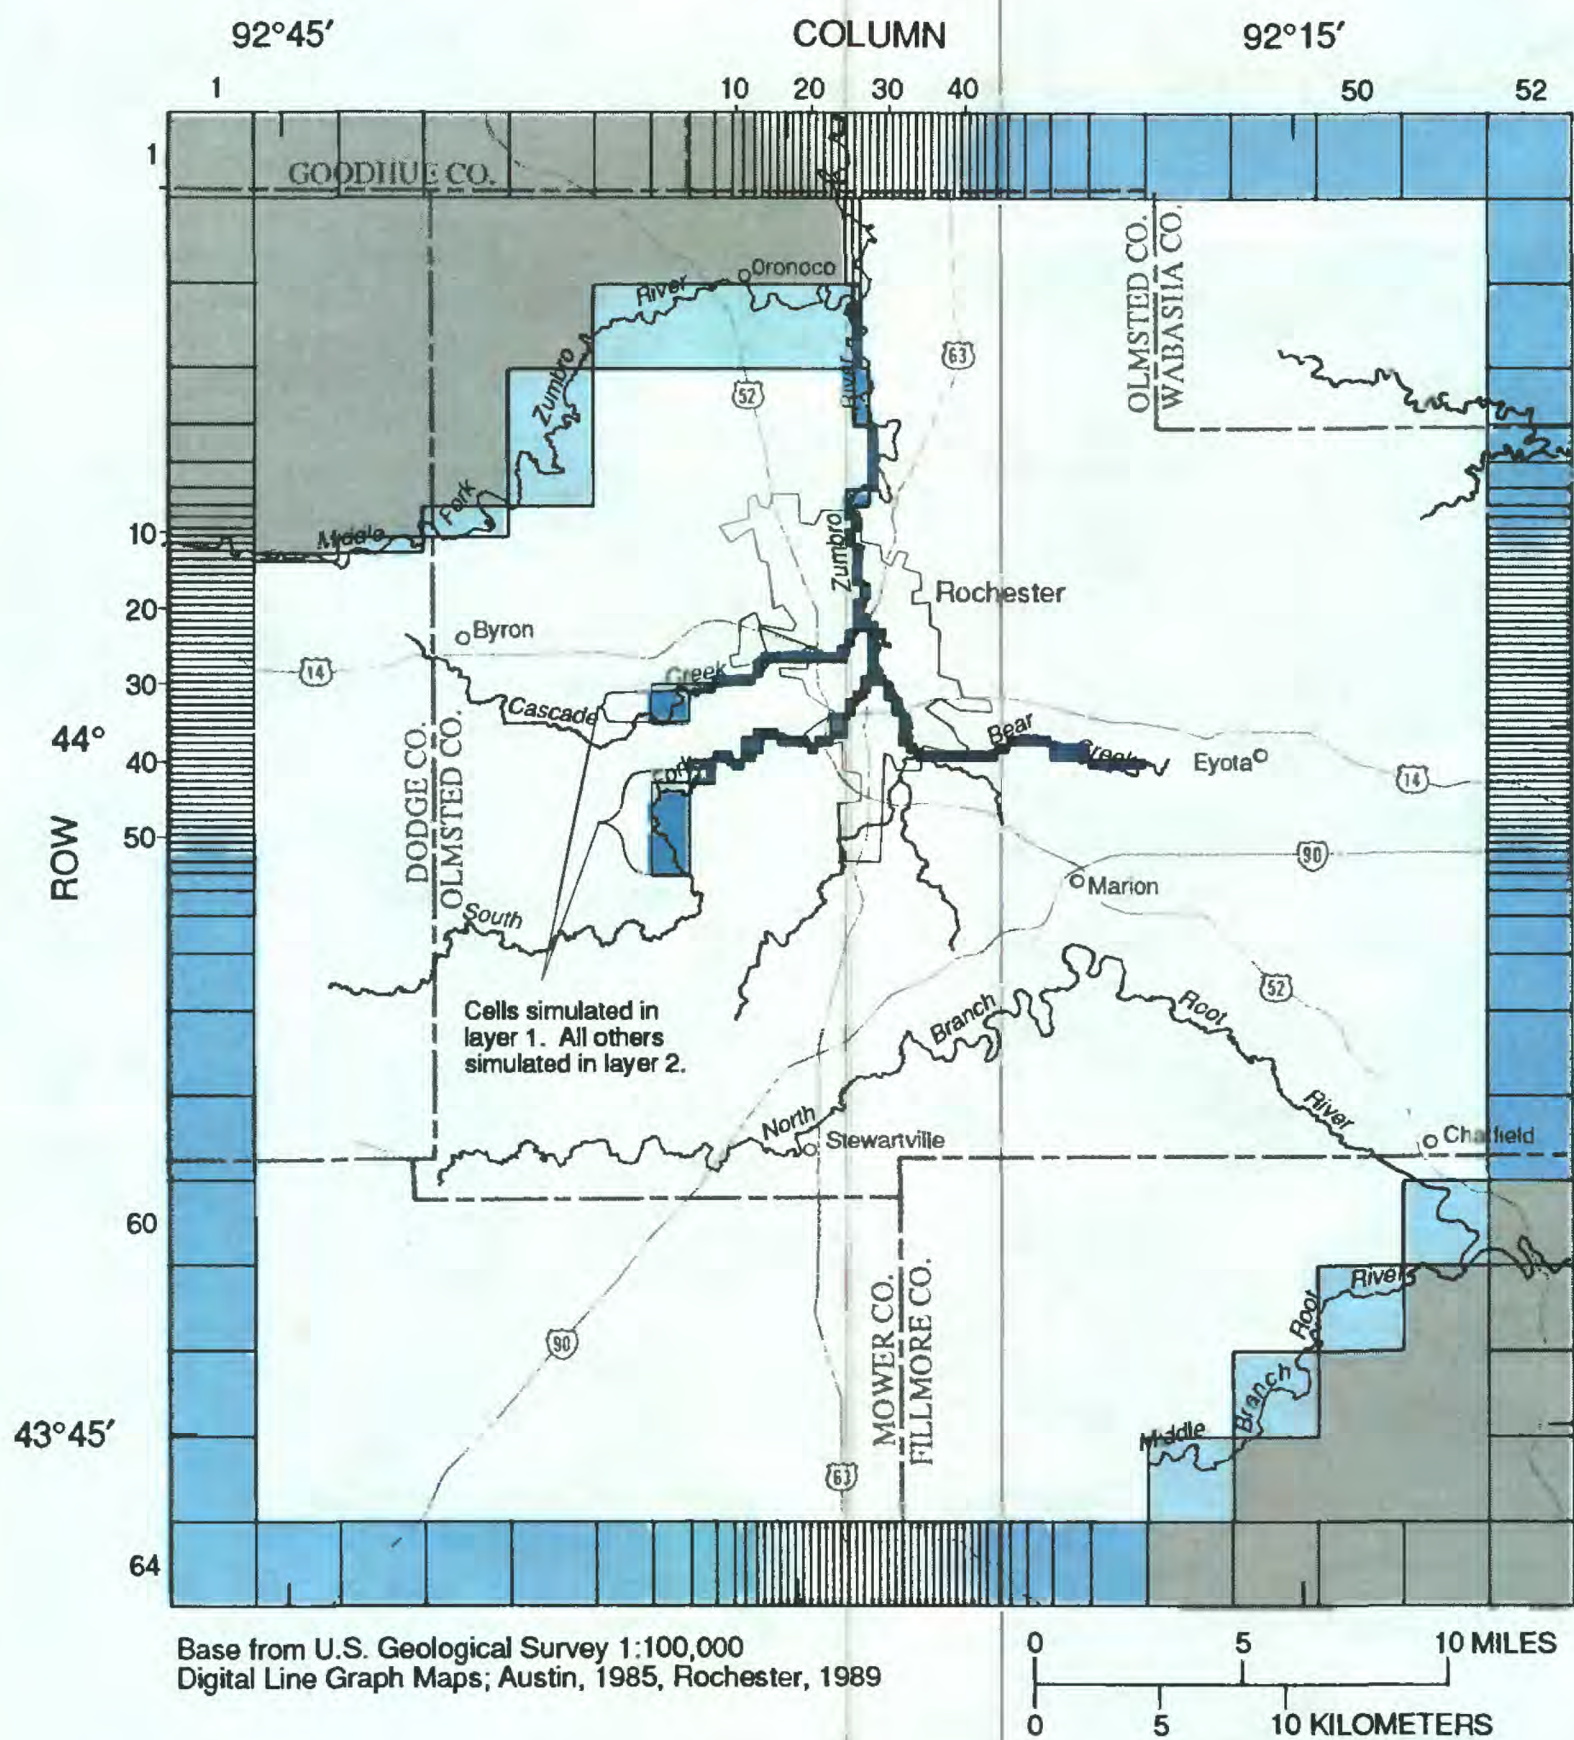 92°45′ COLUMN 92°15′
1 10 20 30 40 50 52
1
GOODHUE CO.
OLMSTED CO.
WABASHA CO.
Oronoco
River
Zumbro
River
63
52
Fork
Middle
10
Zumbro
Rochester
20
Byron
14
Creek
30
Cascade
Bear
Creek
44°
Eyota
40
Fork
14
ROW
DODGE CO.
OLMSTED CO.
50
90
Marion
South
52
Cells simulated in
layer 1. All others
simulated in layer 2.
Branch
Root
River
North
Stewartville
Chatfield
60
MOWER CO.
FILLMORE CO.
River
Root
90
Branch
Middle
43°45′
63
64
Base from U.S. Geological Survey 1:100,000
Digital Line Graph Maps; Austin, 1985, Rochester, 1989
0 5 10 MILES
0 5 10 KILOMETERS